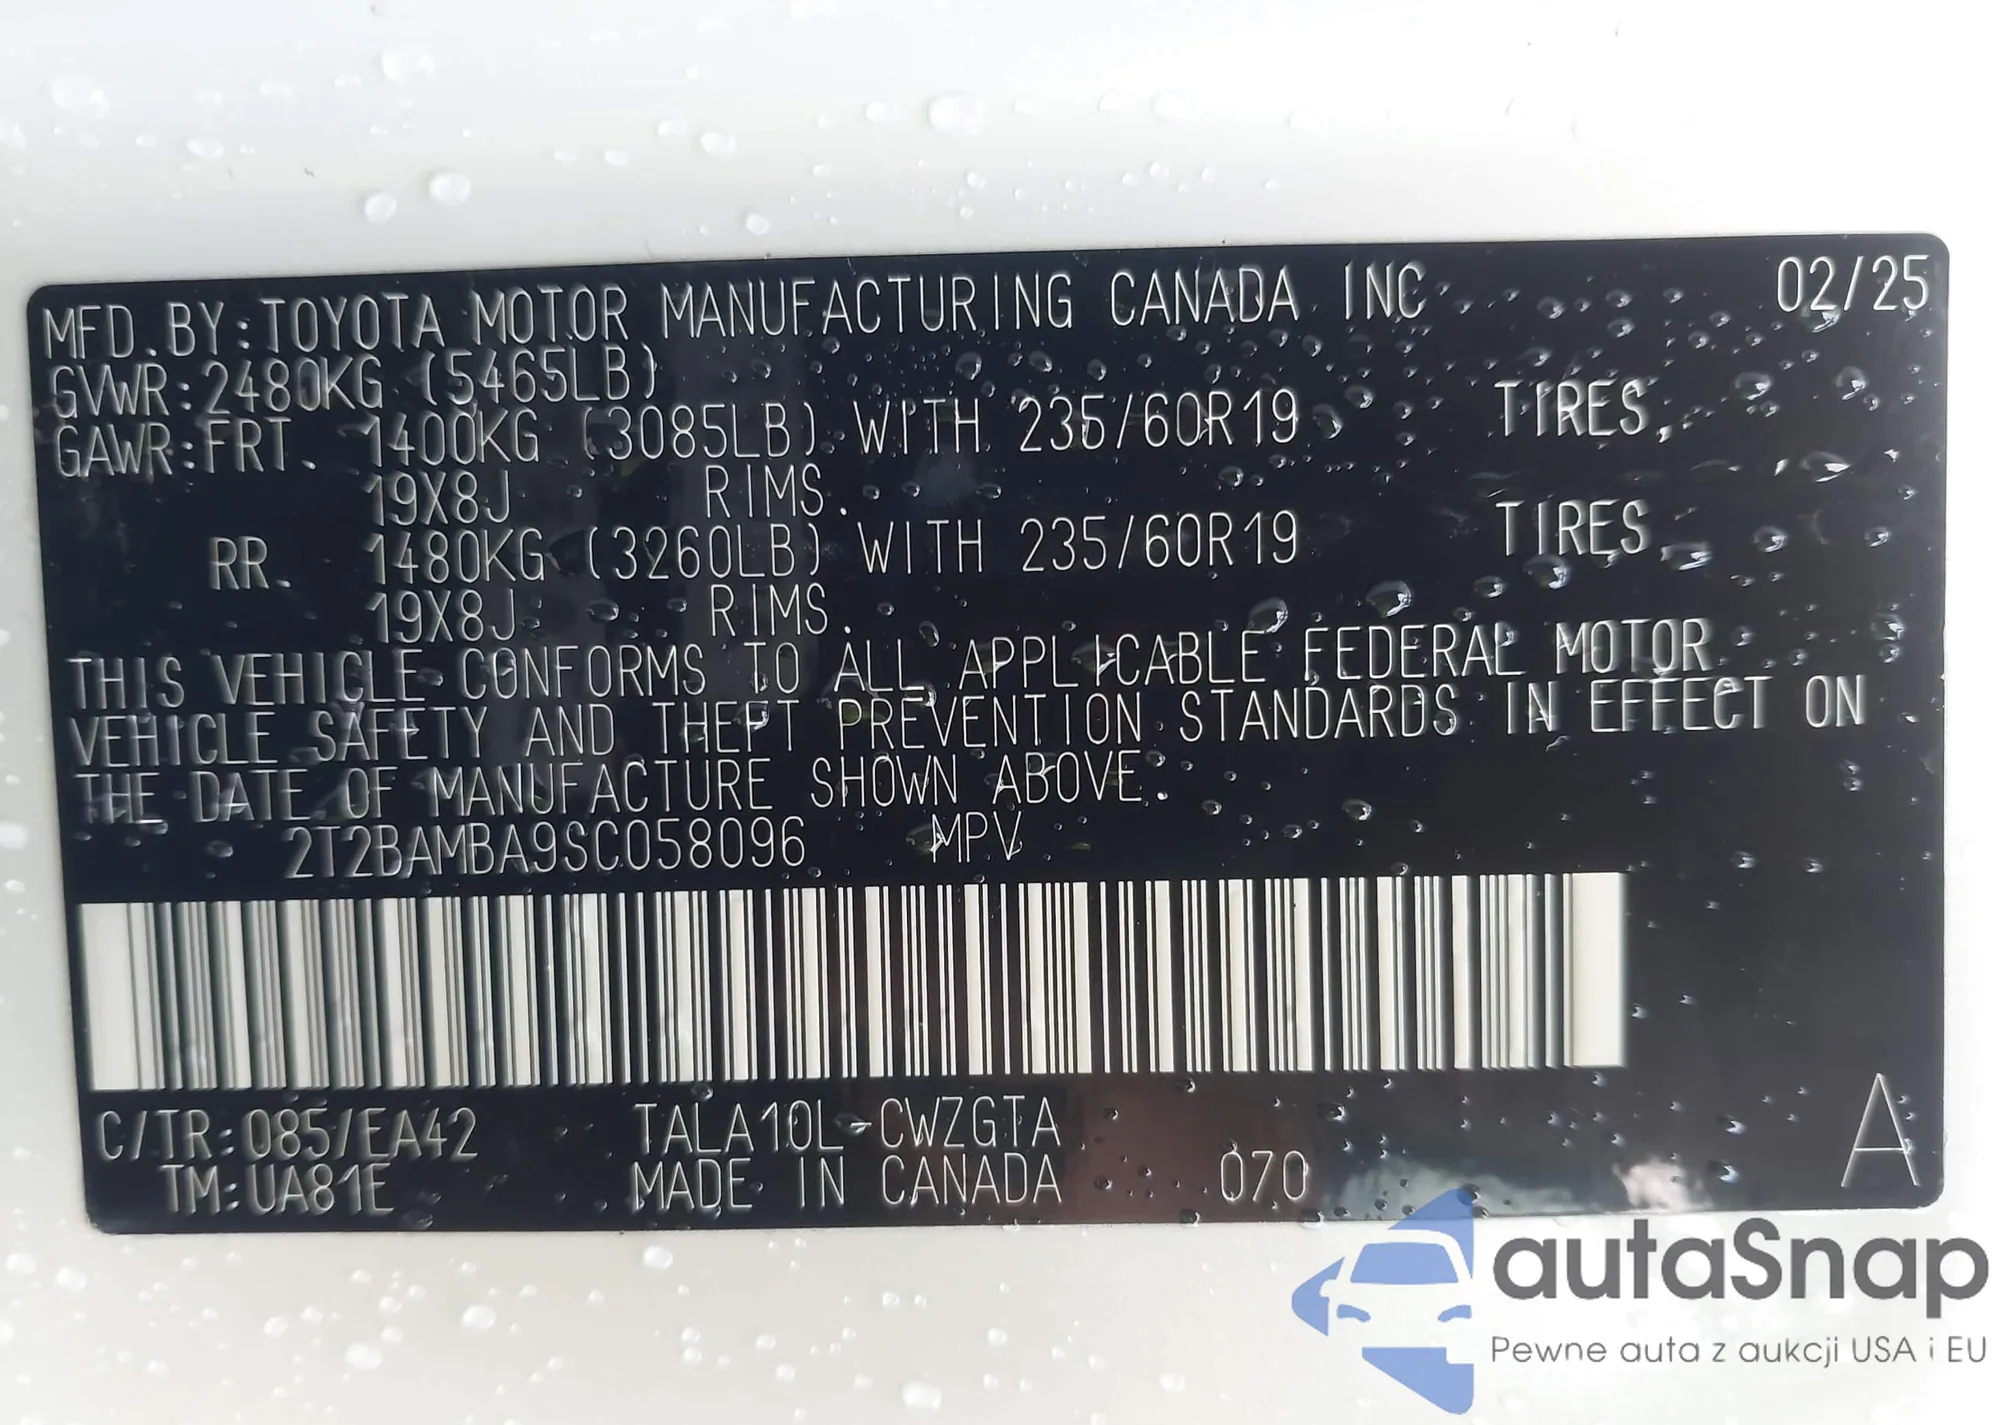 MFD. BY: TOYOTA MOTOR MANUFACTURING CANADA INC 02/25
GVWR: 2480KG (5465LB)
GAWR: FRT. 1400KG (3085LB) WITH 235/60R19 TIRES,
19X8J RIMS.
RR. 1480KG (3260LB) WITH 235/60R19 TIRES
19X8J RIMS.
THIS VEHICLE CONFORMS TO ALL APPLICABLE FEDERAL MOTOR
VEHICLE SAFETY AND THEFT PREVENTION STANDARDS IN EFFECT ON
THE DATE OF MANUFACTURE SHOWN ABOVE.
2T2BAMBA9SC058096 MPV
C/TR: 085/EA42 TALA10L-CWZGTA A
TM: UA81E MADE IN CANADA 070
autaSnap
Pewne auta z aukcji USA i EU